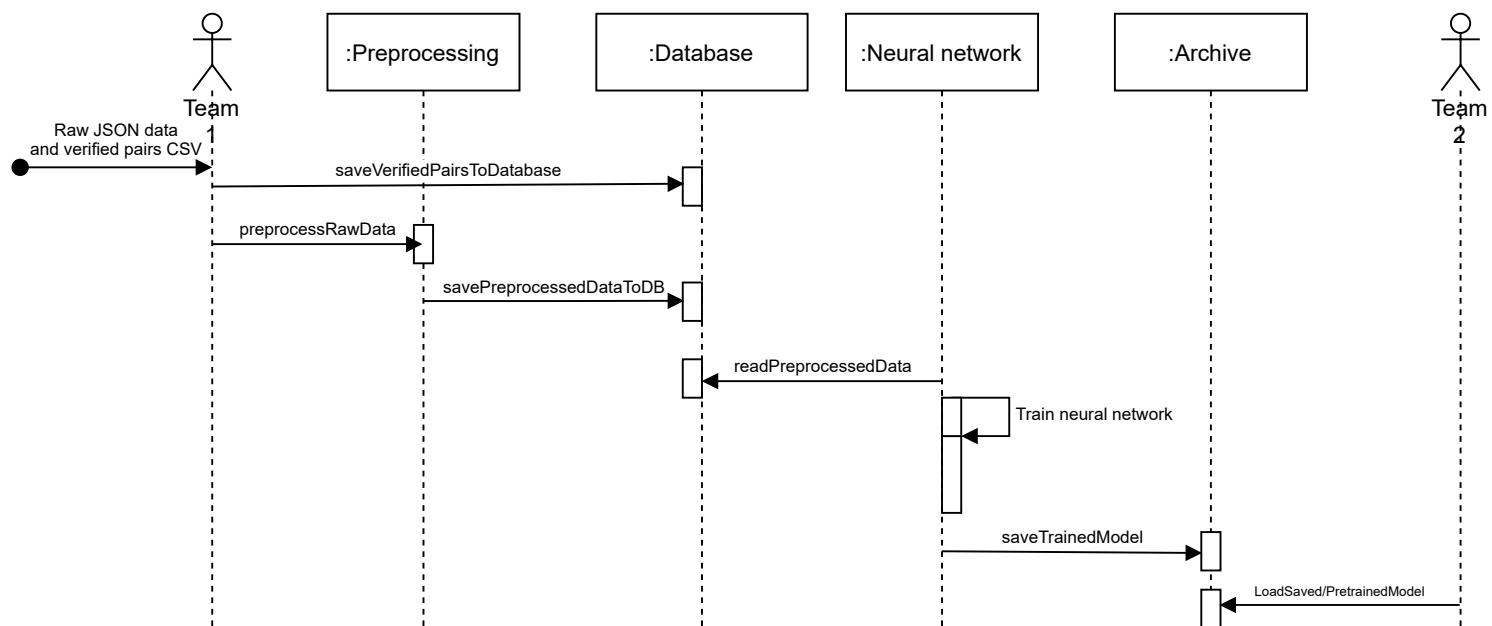 :Preprocessing
:Database
:Neural network
:Archive
Team
1
Team
2
Raw JSON data
and verified pairs CSV
saveVerifiedPairsToDatabase
preprocessRawData
savePreprocessedDataToDB
readPreprocessedData
Train neural network
saveTrainedModel
LoadSaved/PretrainedModel